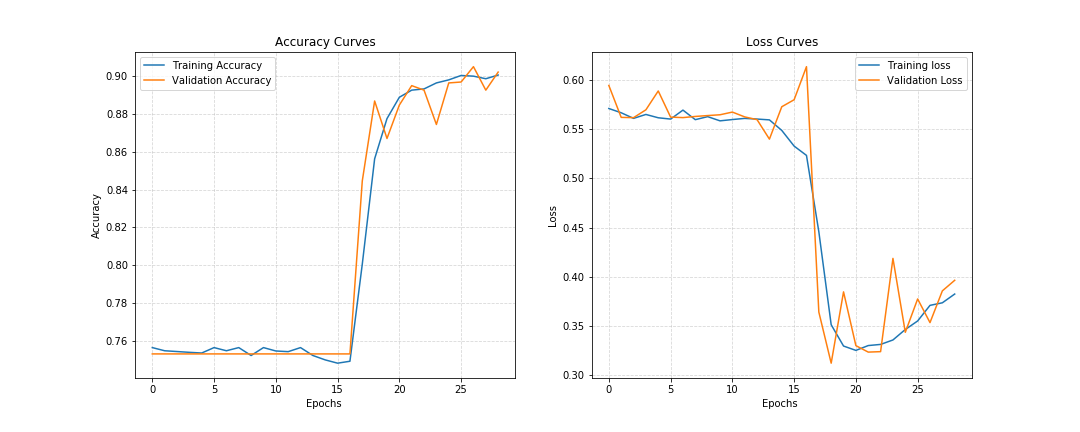 Accuracy Curves
Training Accuracy
Validation Accuracy
0.90
0.88
0.86
0.84
0.82
0.80
0.78
0.76
Accuracy
0 5 10 15 20 25
Epochs
Loss Curves
Training loss
Validation Loss
0.60
0.55
0.50
0.45
0.40
0.35
0.30
Loss
0 5 10 15 20 25
Epochs